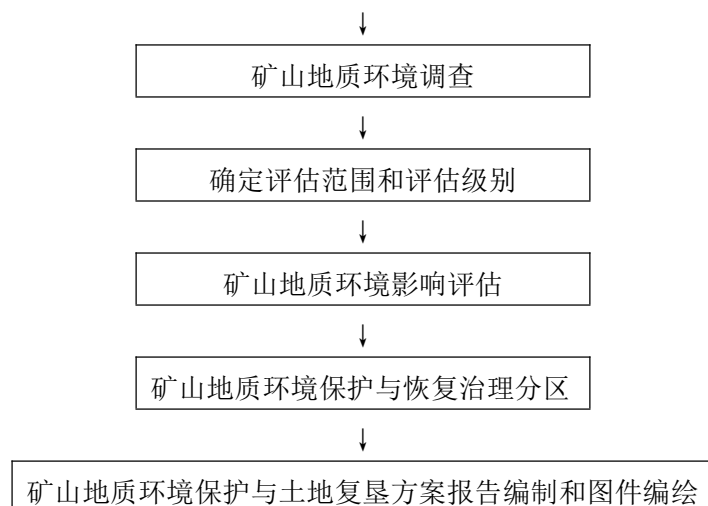 矿山地质环境调查
确定评估范围和评估级别
矿山地质环境影响评估
矿山地质环境保护与恢复治理分区
矿山地质环境保护与土地复垦方案报告编制和图件编绘